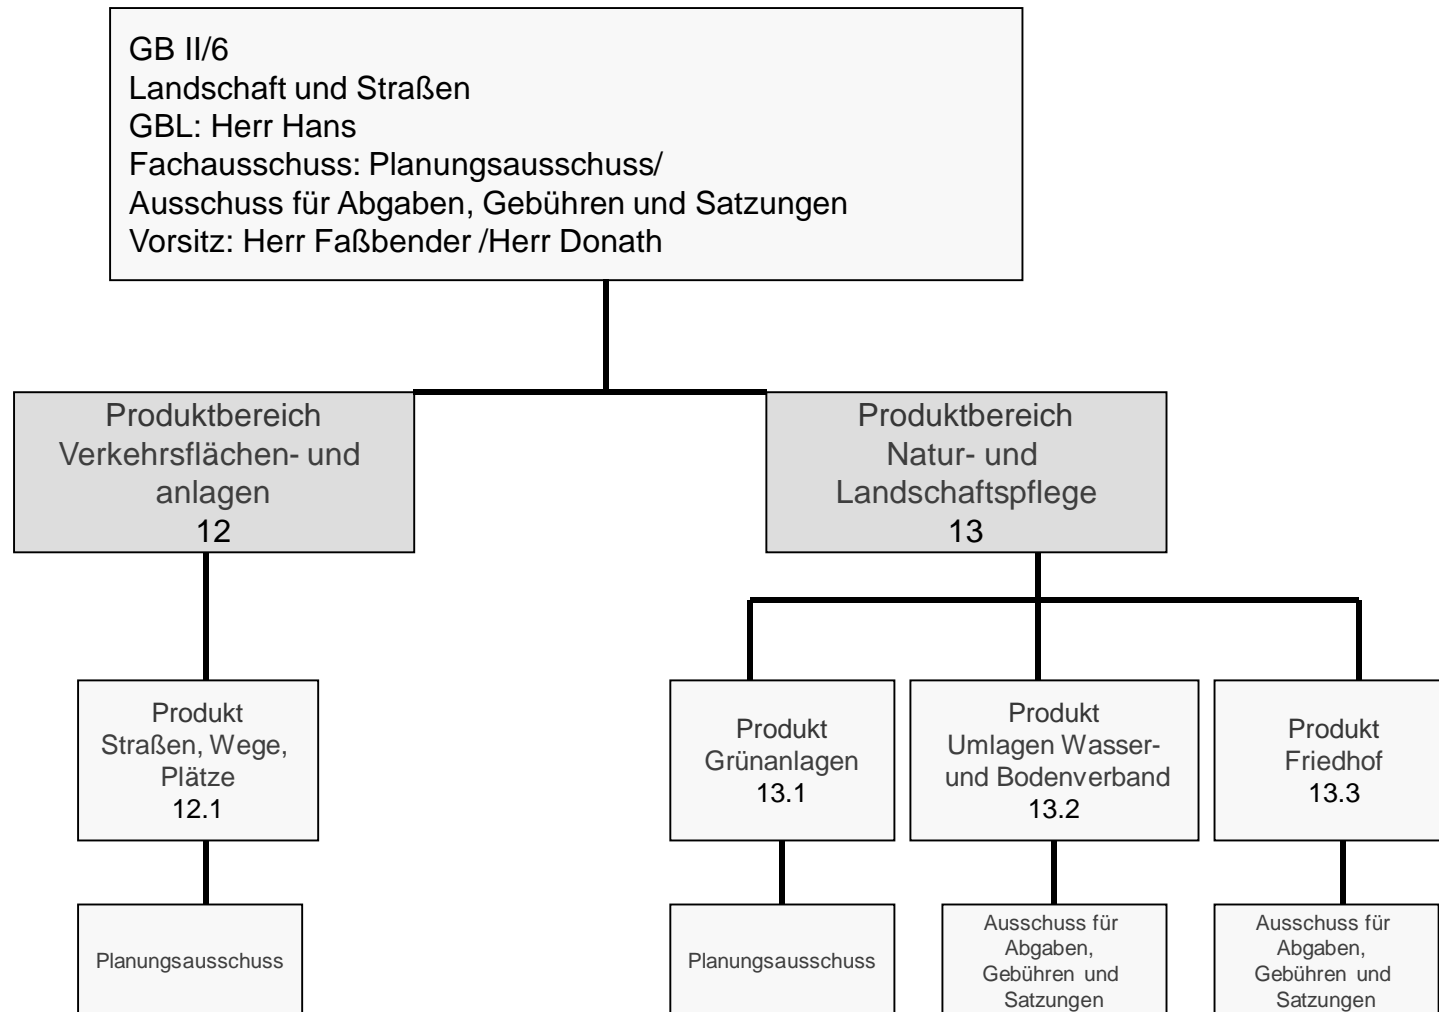 GB II/6
Landschaft und Straßen
GBL: Herr Hans
Fachausschuss: Planungsausschuss/
Ausschuss für Abgaben, Gebühren und Satzungen
Vorsitz: Herr Faßbender /Herr Donath
Produktbereich
Verkehrsflächen- und
anlagen
12
Produktbereich
Natur- und
Landschaftspflege
13
Produkt
Straßen, Wege,
Plätze
12.1
Produkt
Grünanlagen
13.1
Produkt
Umlagen Wasser-
und Bodenverband
13.2
Produkt
Friedhof
13.3
Planungsausschuss
Planungsausschuss
Ausschuss für
Abgaben,
Gebühren und
Satzungen
Ausschuss für
Abgaben,
Gebühren und
Satzungen